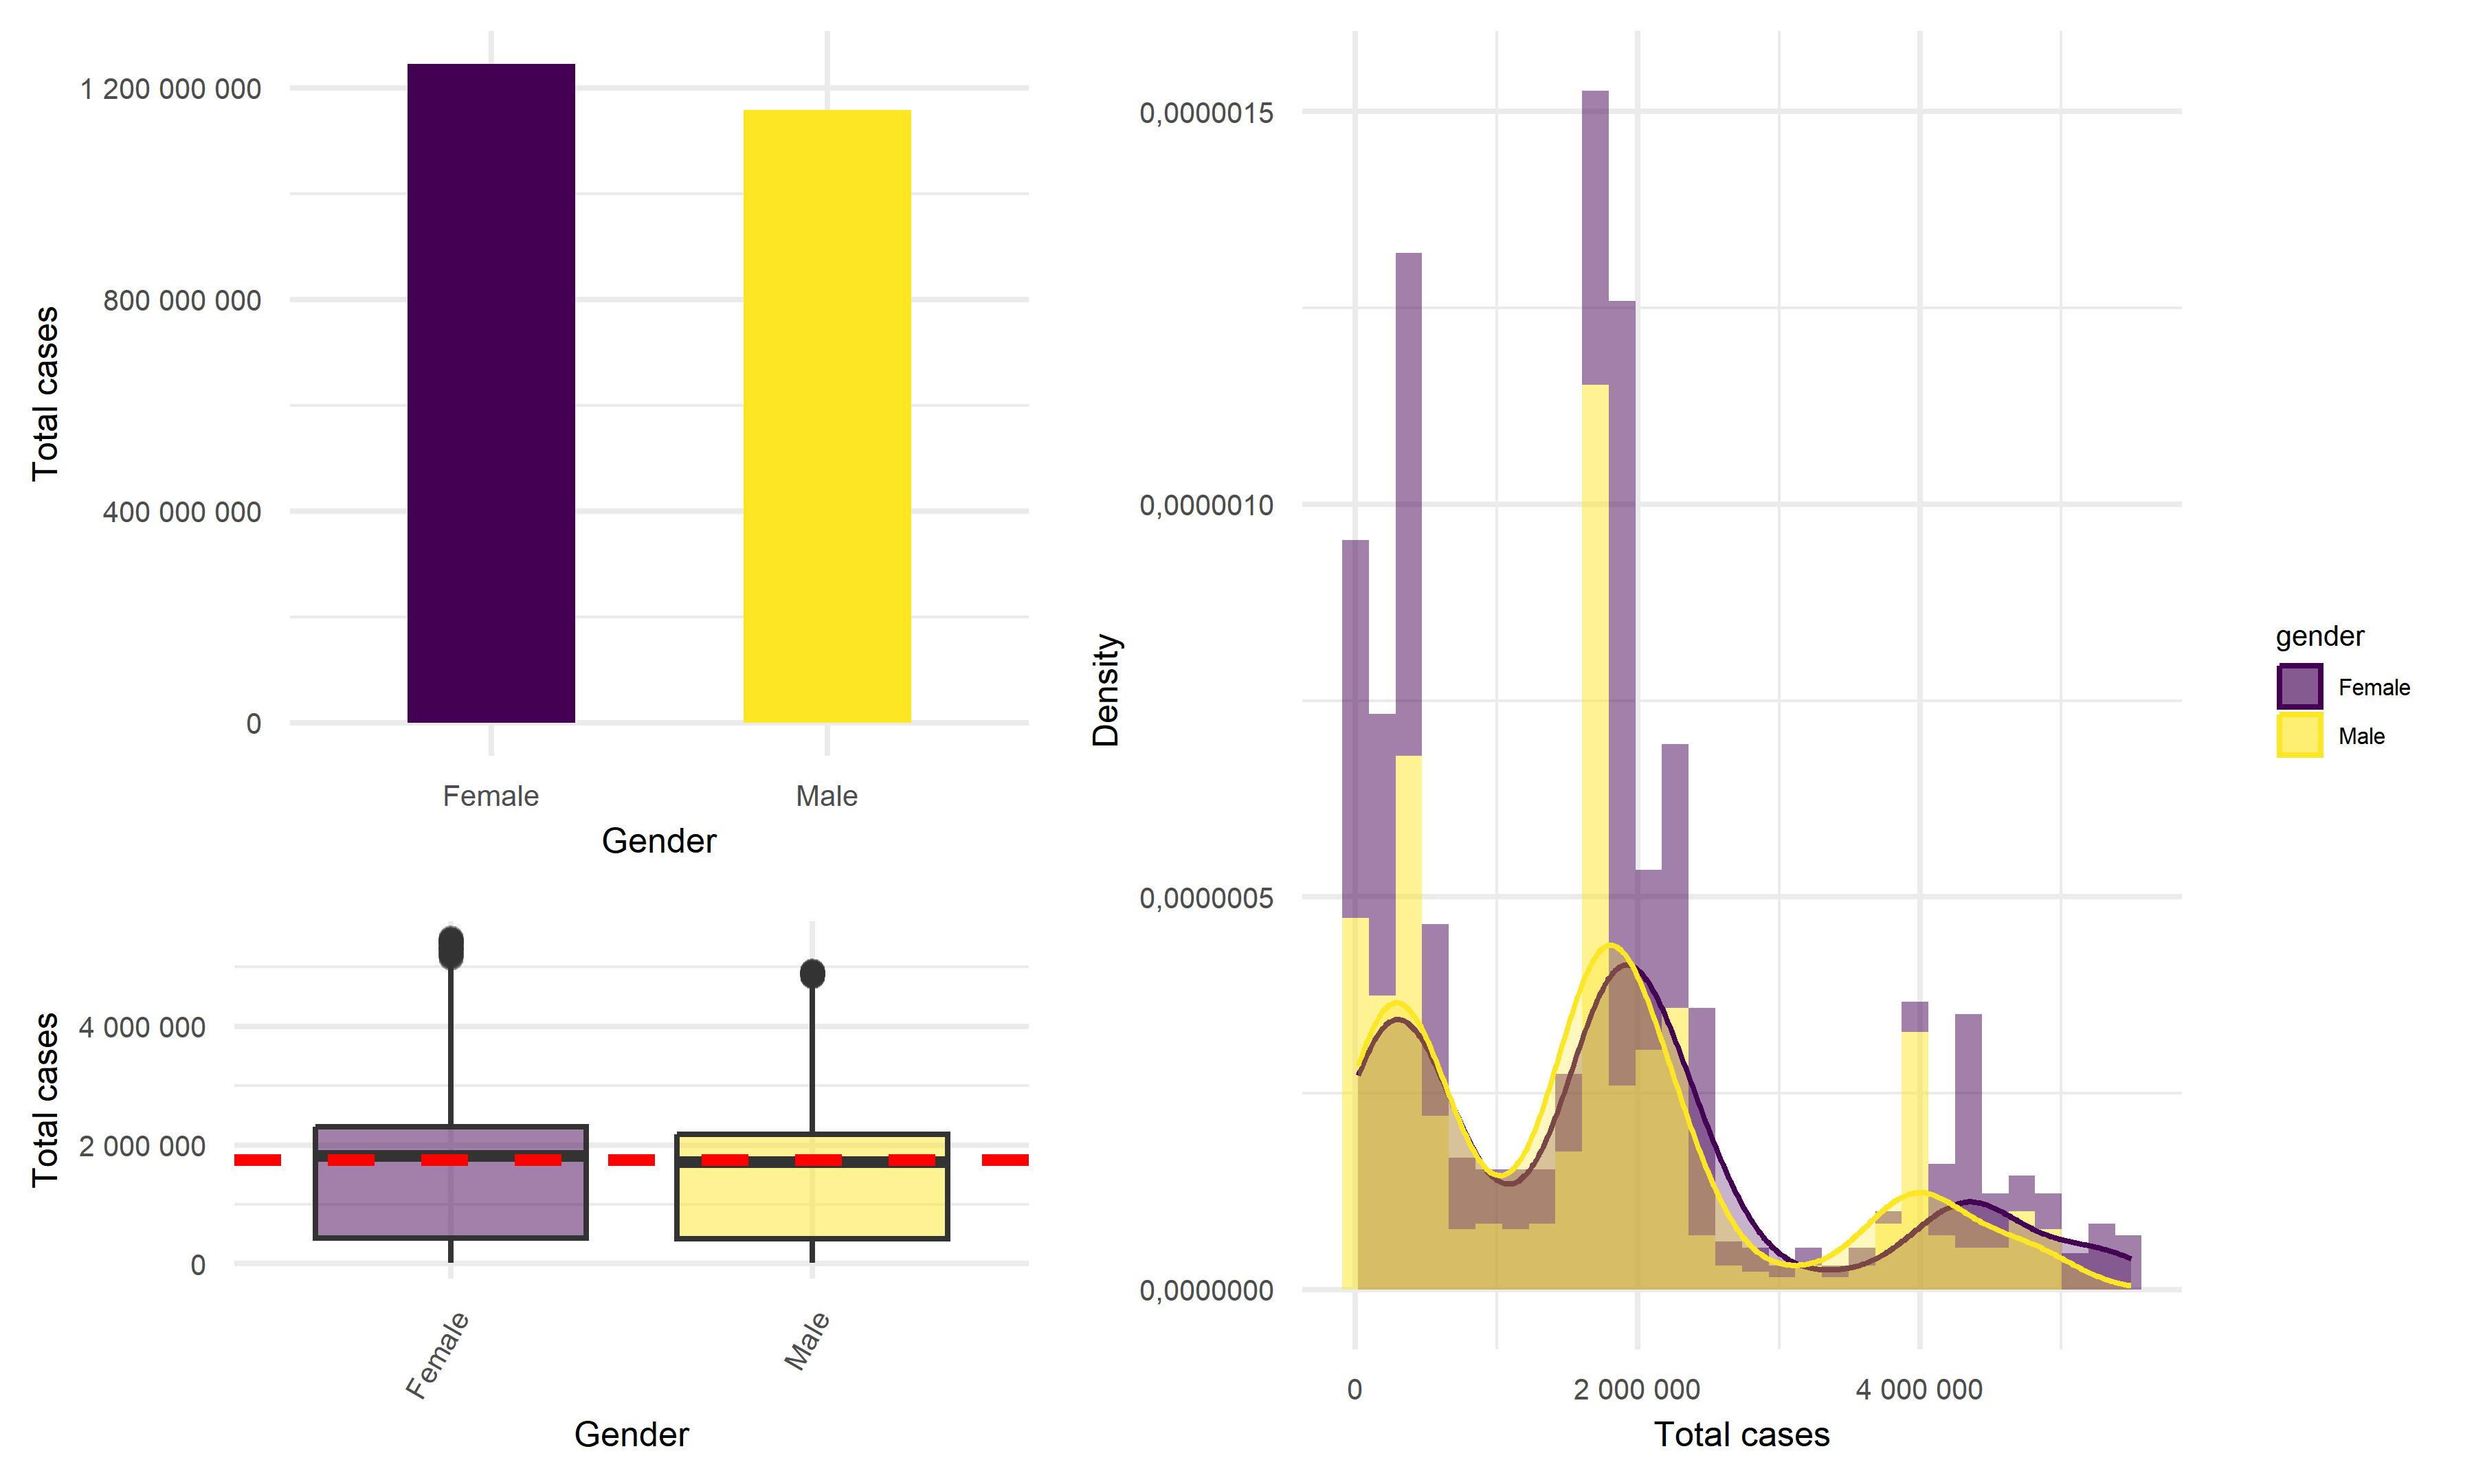 1 200 000 000
800 000 000
400 000 000
0
Total cases
Female
Male
Gender
4 000 000
2 000 000
0
Total cases
Female
Male
Gender
0,0000015
0,0000010
0,0000005
0,0000000
Density
0
2 000 000
4 000 000
Total cases
gender
Female
Male